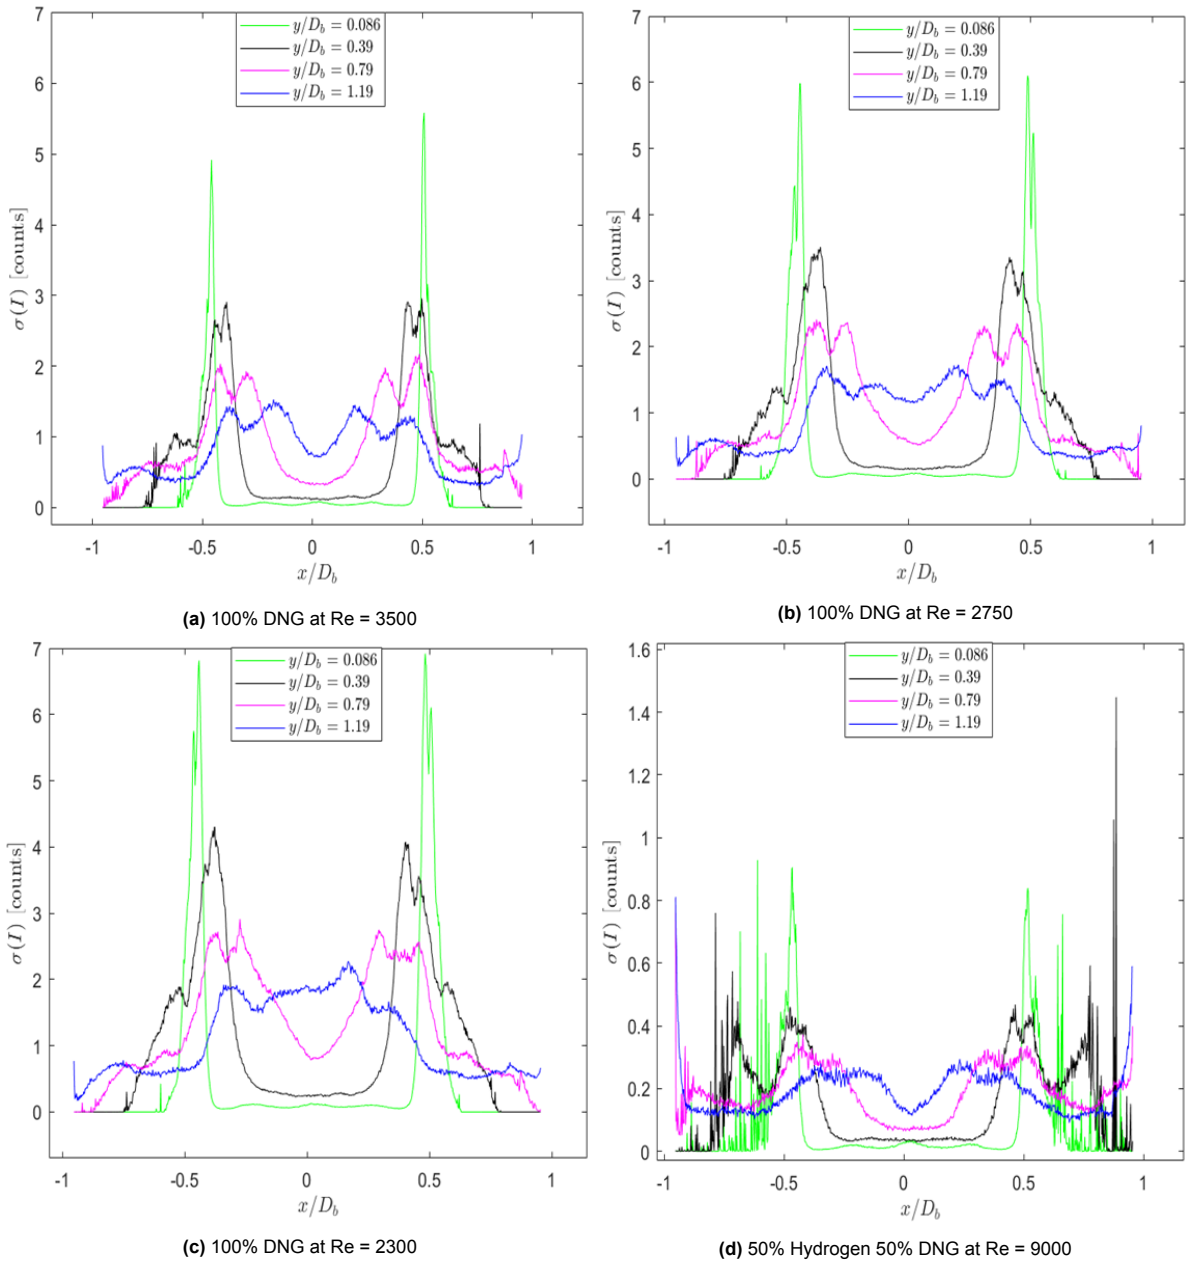 y/D_b = 0.086
y/D_b = 0.39
y/D_b = 0.79
y/D_b = 1.19
7
6
5
4
3
2
1
0
σ(I) [counts]
-1 -0.5 0 0.5 1
x/D_b
(a) 100% DNG at Re = 3500
y/D_b = 0.086
y/D_b = 0.39
y/D_b = 0.79
y/D_b = 1.19
7
6
5
4
3
2
1
0
σ(I) [counts]
-1 -0.5 0 0.5 1
x/D_b
(b) 100% DNG at Re = 2750
y/D_b = 0.086
y/D_b = 0.39
y/D_b = 0.79
y/D_b = 1.19
7
6
5
4
3
2
1
0
σ(I) [counts]
-1 -0.5 0 0.5 1
x/D_b
(c) 100% DNG at Re = 2300
y/D_b = 0.086
y/D_b = 0.39
y/D_b = 0.79
y/D_b = 1.19
1.6
1.4
1.2
1
0.8
0.6
0.4
0.2
0
σ(I) [counts]
-1 -0.5 0 0.5 1
x/D_b
(d) 50% Hydrogen 50% DNG at Re = 9000